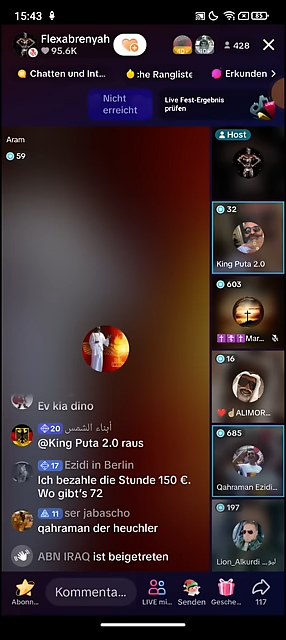 15:43
85
Flexabrenyah
95.6K
428
Chatten und Int...
:he Rangliste
Erkunden
Nicht
erreicht
Live Fest-Ergebnis
prüfen
Aram
59
Host
32
King Puta 2.0
603
Mar...
16
ALIMOR...
685
Qahraman Ezidi...
197
Lion_Alkurdi ليو...
Ev kia dino
20 أبناء الشمس
@King Puta 2.0 raus
17 Ezidi in Berlin
Ich bezahle die Stunde 150 €.
Wo gibt's 72
11 ser jabascho
qahraman der heuchler
ABN IRAQ ist beigetreten
Abonn...
Kommenta...
LIVE mi...
Senden
Gesche...
117